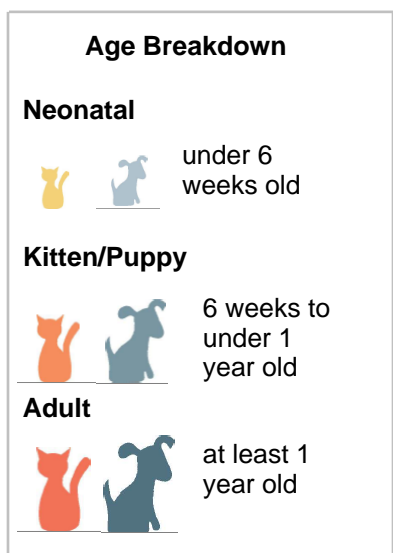 Age Breakdown
Neonatal
under 6
weeks old
Kitten/Puppy
6 weeks to
under 1
year old
Adult
at least 1
year old